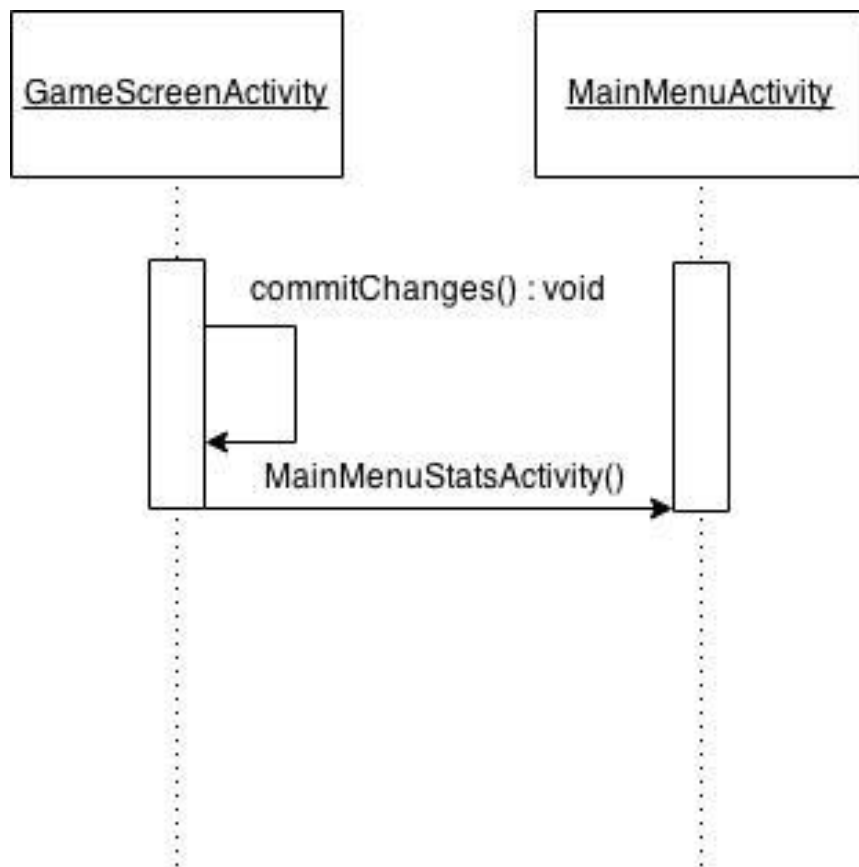 GameScreenActivity
MainMenuActivity
commitChanges() : void
MainMenuStatsActivity()